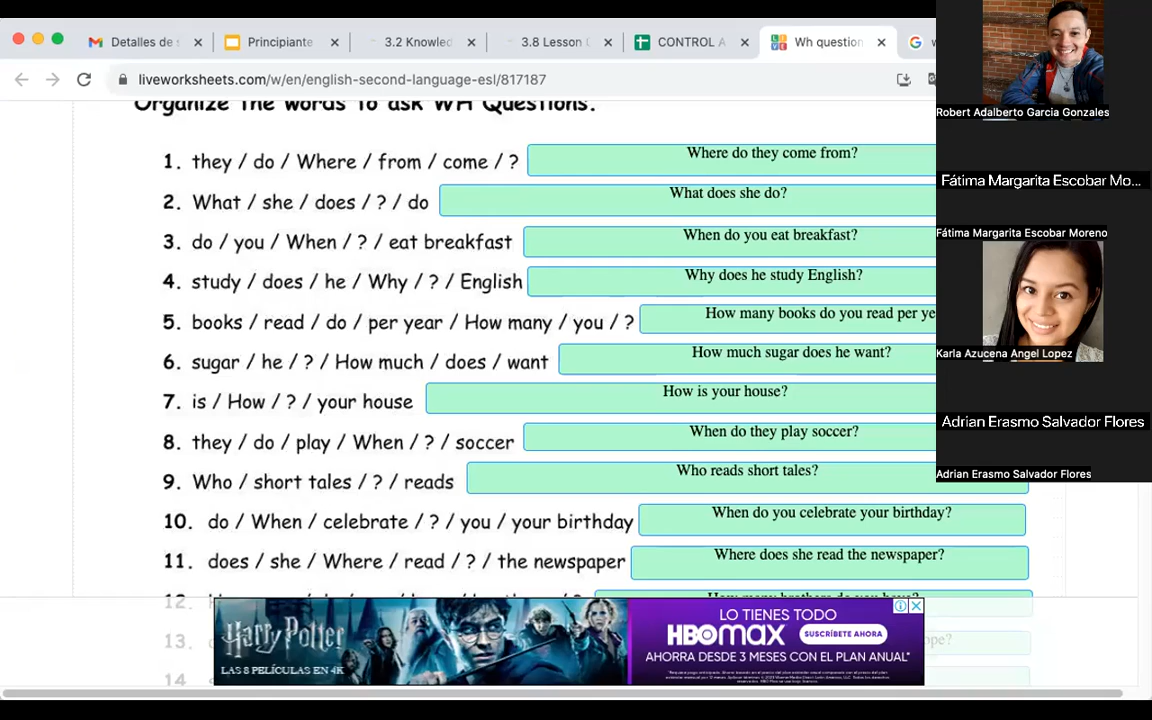 Detalles de s
Principiante
3.2 Knowled
3.8 Lesson
CONTROL A
Wh question
liveworksheets.com/w/en/english-second-language-esl/817187
Organize the words to ask WH Questions.
1. they / do / Where / from / come / ?
Where do they come from?
2. What / she / does / ? / do
What does she do?
3. do / you / When / ? / eat breakfast
When do you eat breakfast?
4. study / does / he / Why / ? / English
Why does he study English?
5. books / read / do / per year / How many / you / ?
How many books do you read per ye
6. sugar / he / ? / How much / does / want
How much sugar does he want?
7. is / How / ? / your house
How is your house?
8. they / do / play / When / ? / soccer
When do they play soccer?
9. Who / short tales / ? / reads
Who reads short tales?
10. do / When / celebrate / ? / you / your birthday
When do you celebrate your birthday?
11. does / she / Where / read / ? / the newspaper
Where does she read the newspaper?
12.
How many brothers do you have?
13.
14
Harry Potter
LAS 8 PELÍCULAS EN 4K
LO TIENES TODO
HBOMAX
SUSCRÍBETE AHORA
AHORA DESDE 3 MESES CON EL PLAN ANUAL*
Robert Adalberto Garcia Gonzales
Fátima Margarita Escobar Mo...
Fátima Margarita Escobar Moreno
Karla Azucena Angel Lopez
Adrian Erasmo Salvador Flores
Adrian Erasmo Salvador Flores